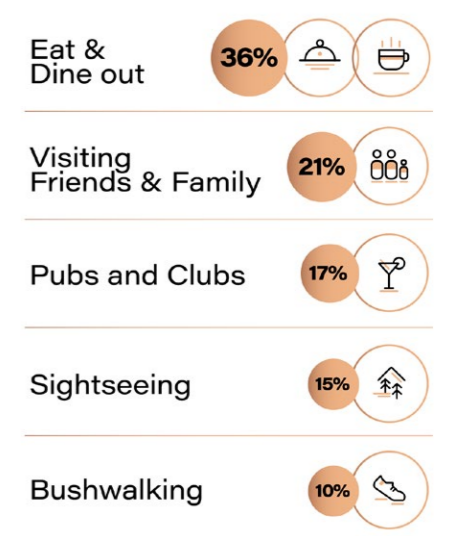 Eat &
Dine out
36%
Visiting
Friends & Family
21%
Pubs and Clubs
17%
Sightseeing
15%
Bushwalking
10%